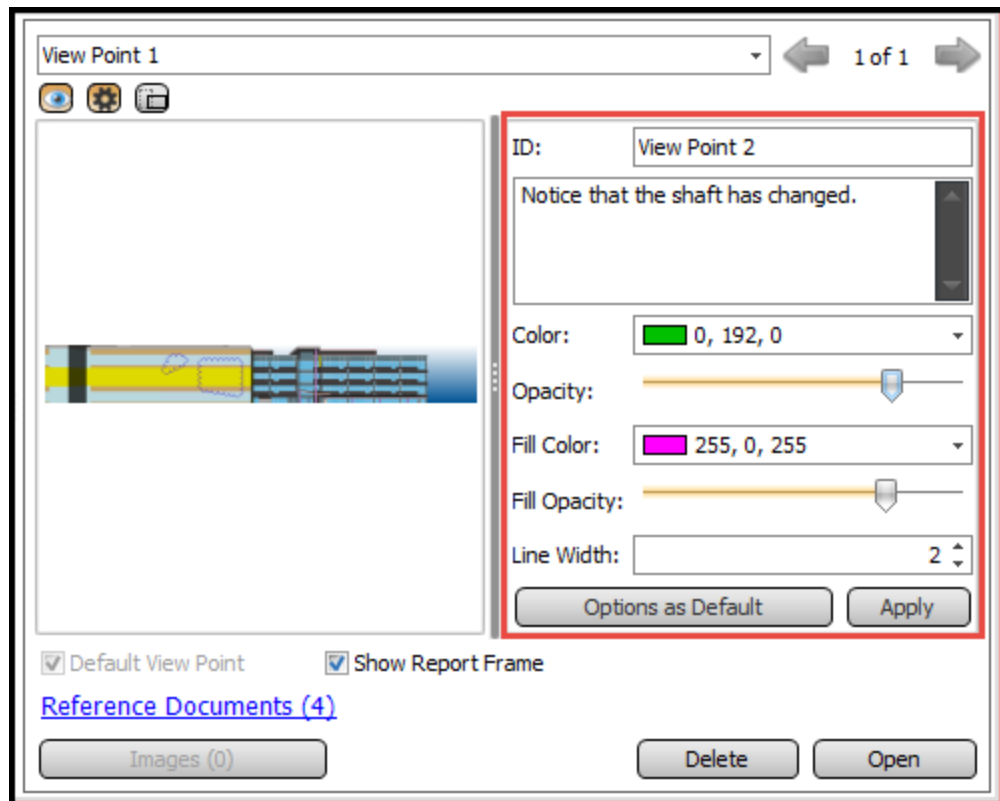 View Point 1
1 of 1
ID: View Point 2
Notice that the shaft has changed.
Color: 0, 192, 0
Opacity:
Fill Color: 255, 0, 255
Fill Opacity:
Line Width: 2
Options as Default Apply
Default View Point Show Report Frame
Reference Documents (4)
Images (0) Delete Open